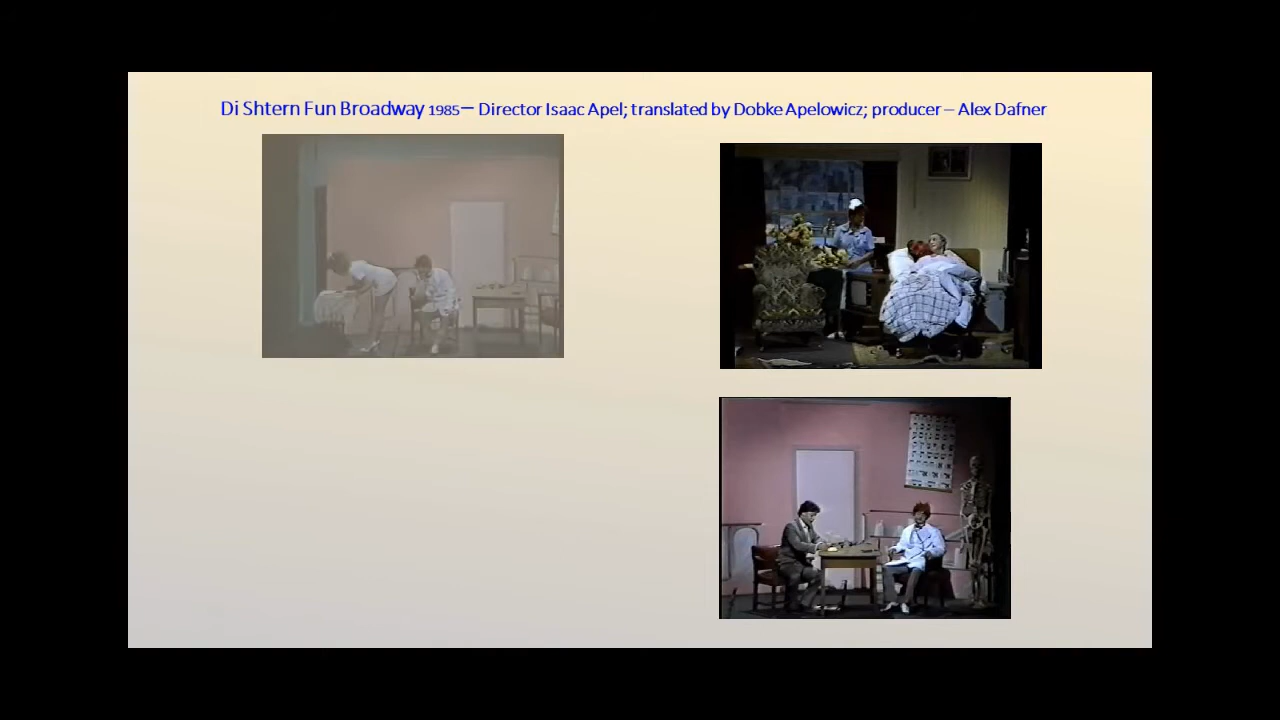 Di Shtern Fun Broadway 1985– Director Isaac Apel; translated by Dobke Apelowicz; producer – Alex Dafner